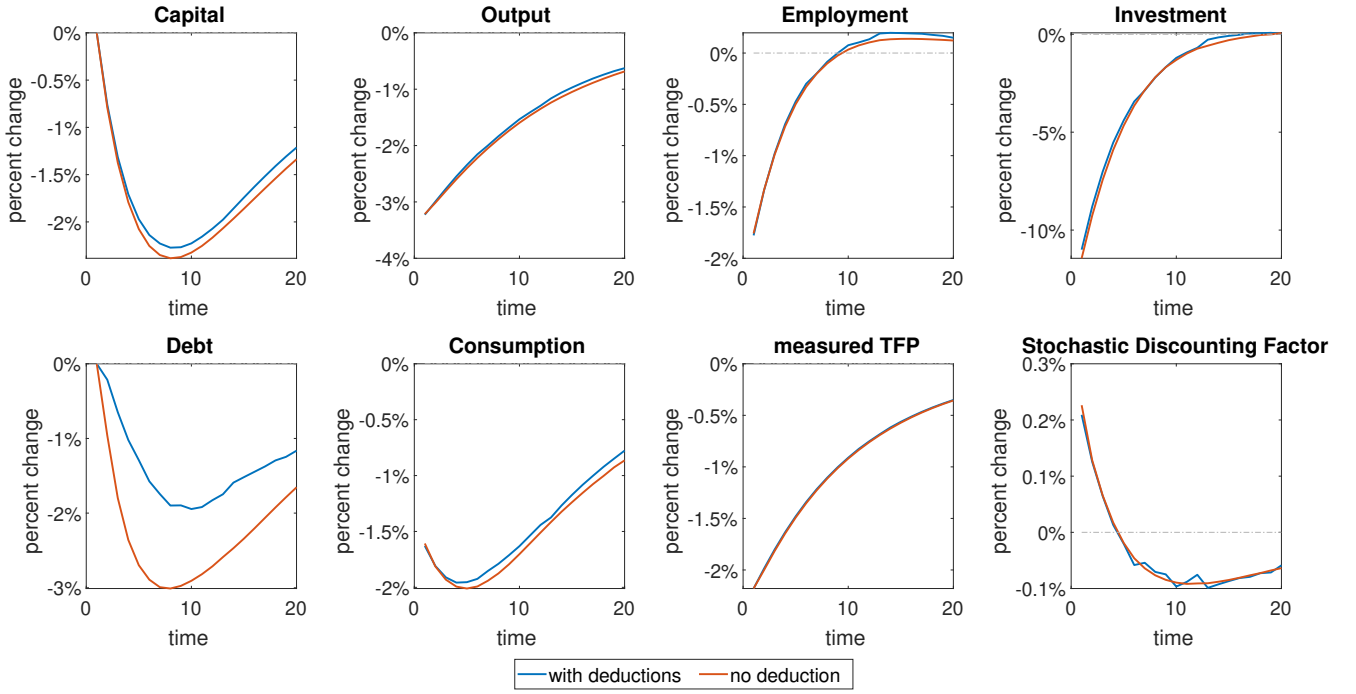 Capital
percent change
0%
-0.5%
-1%
-1.5%
-2%
0
10
20
time
Output
percent change
0%
-1%
-2%
-3%
-4%
0
10
20
time
Employment
percent change
0%
-0.5%
-1%
-1.5%
-2%
0
10
20
time
Investment
percent change
0%
-5%
-10%
0
10
20
time
Debt
percent change
0%
-1%
-2%
-3%
0
10
20
time
Consumption
percent change
0%
-0.5%
-1%
-1.5%
-2%
0
10
20
time
measured TFP
percent change
0%
-0.5%
-1%
-1.5%
-2%
0
10
20
time
Stochastic Discounting Factor
percent change
0.3%
0.2%
0.1%
0%
-0.1%
0
10
20
time
with deductions
no deduction